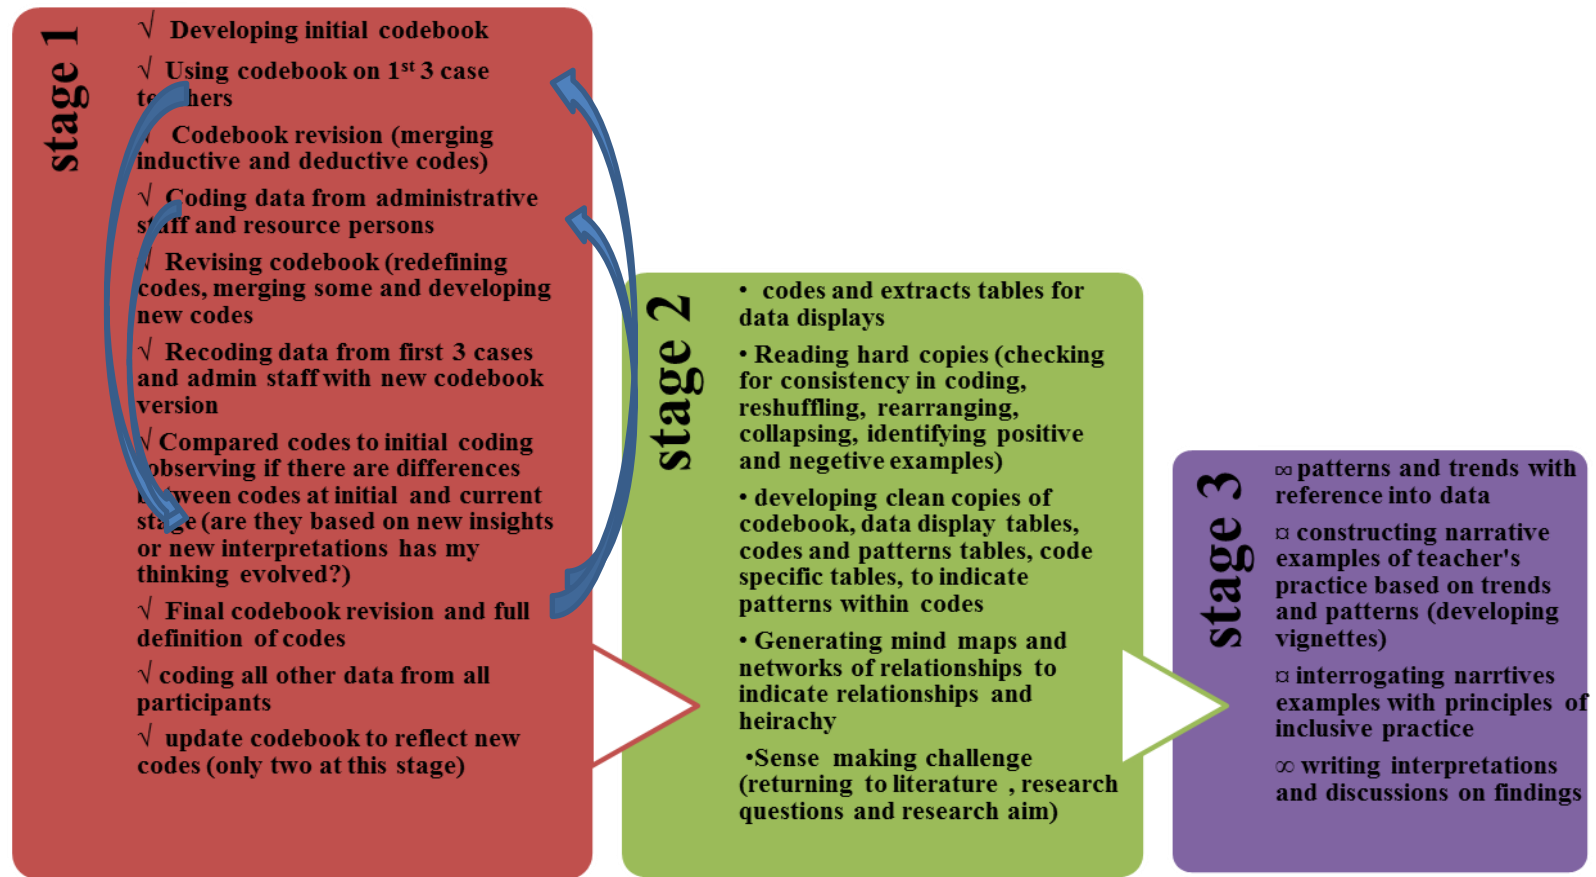 stage 1
√ Developing initial codebook
√ Using codebook on 1st 3 case
teachers
√ Codebook revision (merging
inductive and deductive codes)
√ Coding data from administrative
staff and resource persons
√ Revising codebook (redefining
codes, merging some and developing
new codes
√ Recoding data from first 3 cases
and admin staff with new codebook
version
√ Compared codes to initial coding
(observing if there are differences
between codes at initial and current
stage (are they based on new insights
or new interpretations has my
thinking evolved?)
√ Final codebook revision and full
definition of codes
√ coding all other data from all
participants
√ update codebook to reflect new
codes (only two at this stage)
stage 2
• codes and extracts tables for
data displays
• Reading hard copies (checking
for consistency in coding,
reshuffling, rearranging,
collapsing, identifying positive
and negetive examples)
• developing clean copies of
codebook, data display tables,
codes and patterns tables, code
specific tables, to indicate
patterns within codes
• Generating mind maps and
networks of relationships to
indicate relationships and
heirachy
•Sense making challenge
(returning to literature , research
questions and research aim)
stage 3
¤ patterns and trends with
reference into data
¤ constructing narrative
examples of teacher's
practice based on trends
and patterns (developing
vignettes)
¤ interrogating narrtives
examples with principles of
inclusive practice
∞ writing interpretations
and discussions on findings